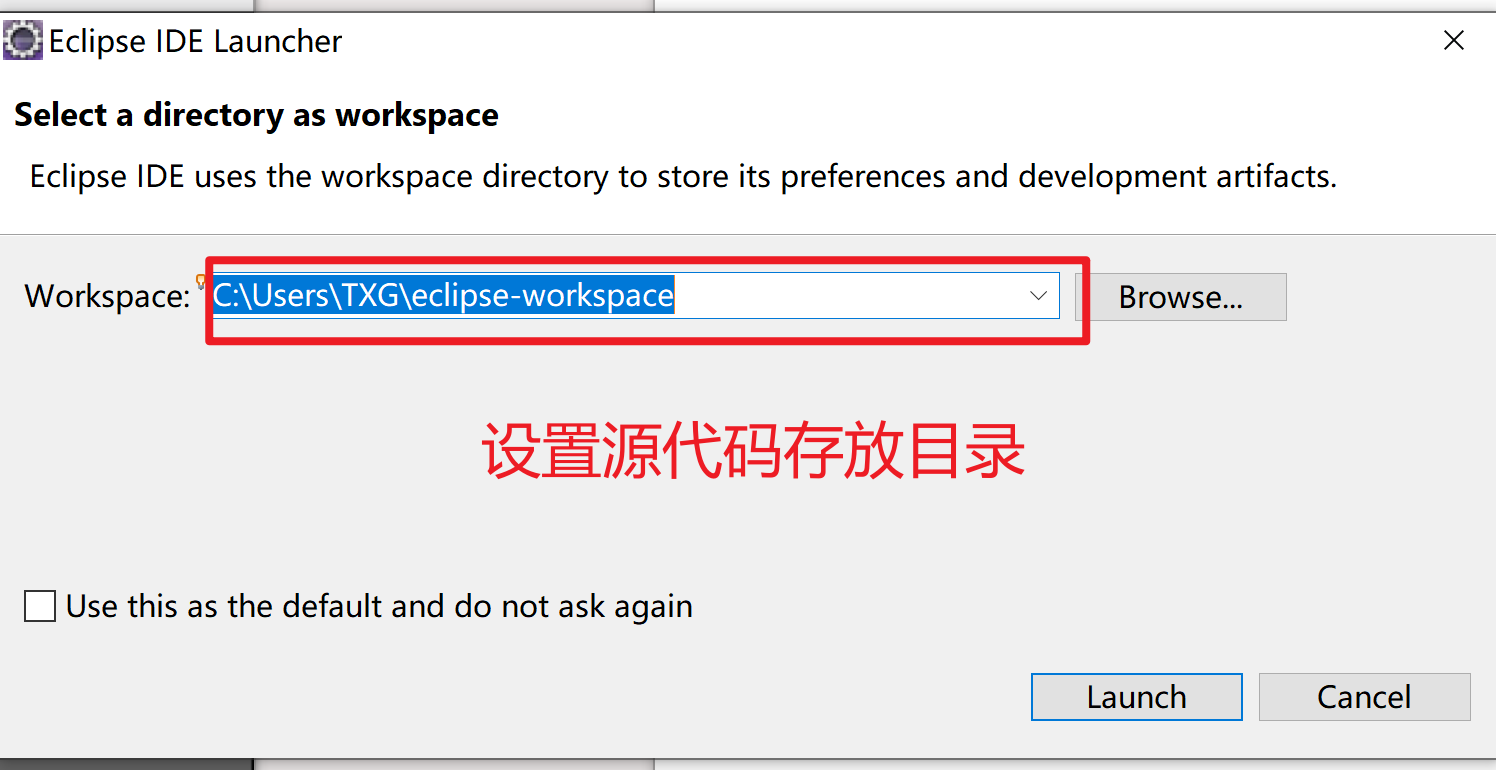 Eclipse IDE Launcher
Select a directory as workspace
Eclipse IDE uses the workspace directory to store its preferences and development artifacts.
Workspace: C:\Users\TXG\eclipse-workspace Browse...
设置源代码存放目录
Use this as the default and do not ask again
Launch Cancel